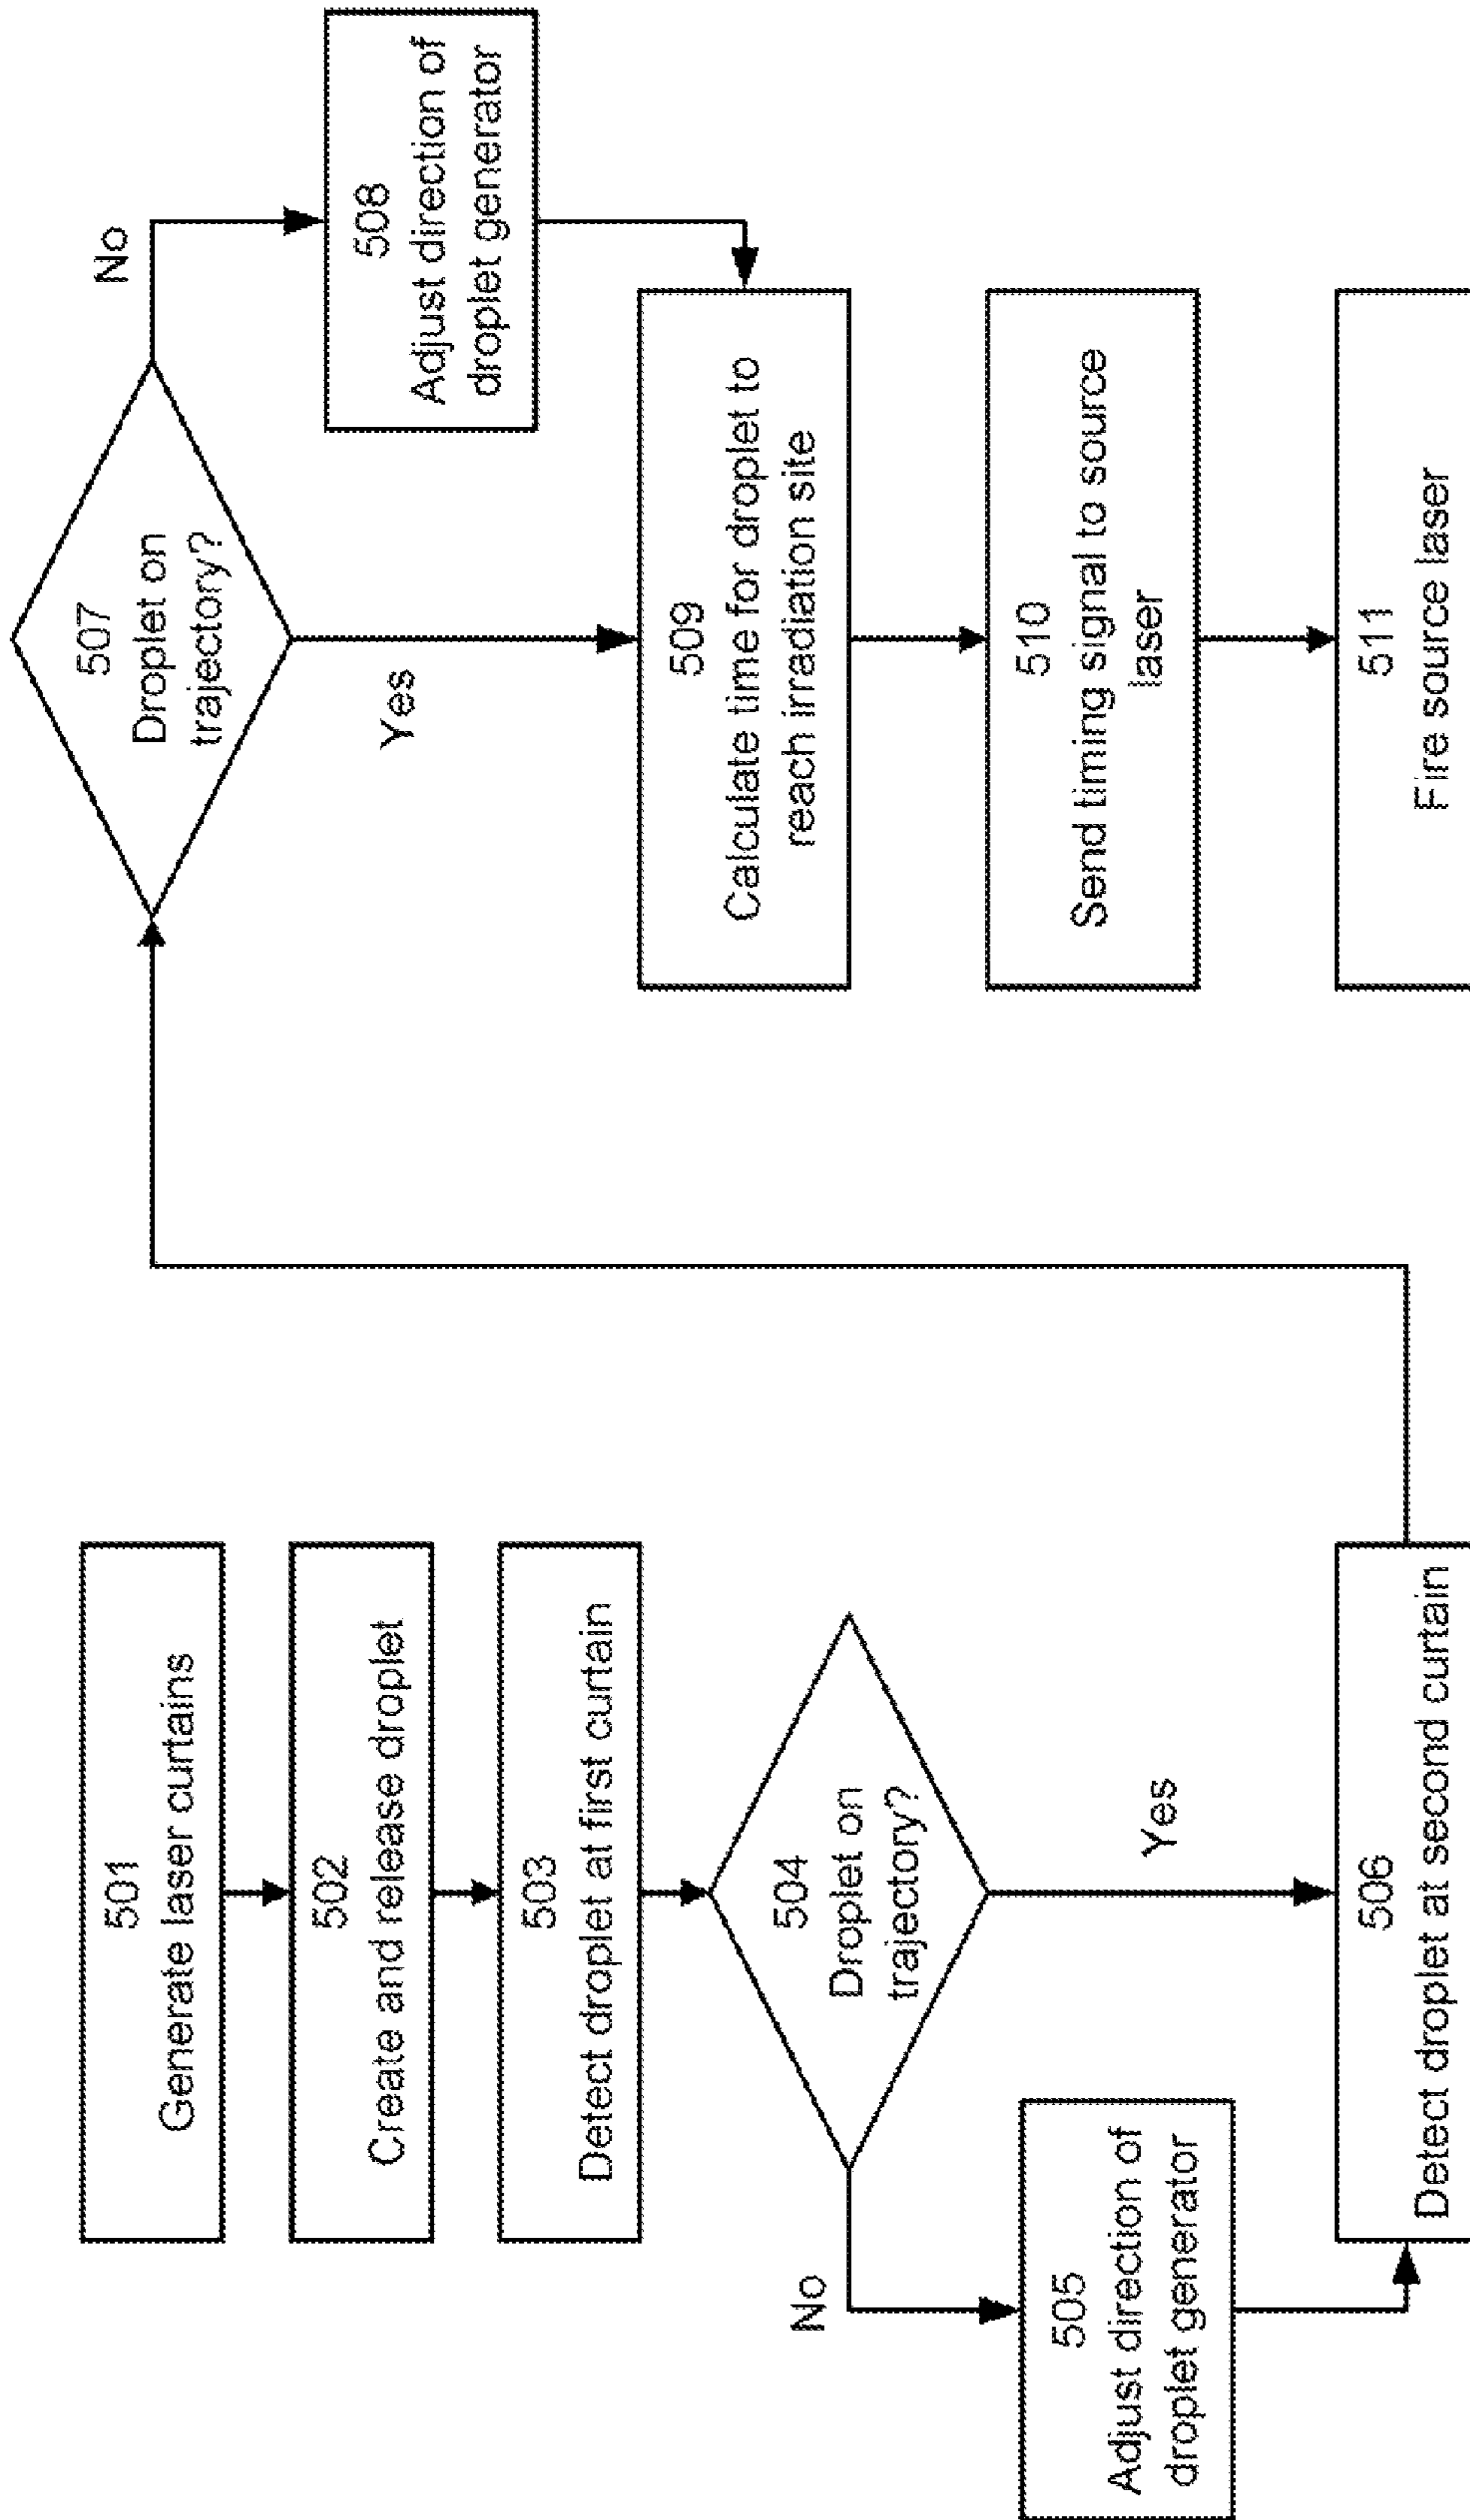 501
Generate laser curtains
502
Create and release droplet
503
Detect droplet at first curtain
504
Droplet on
trajectory?
No
Yes
505
Adjust direction of
droplet generator
506
Detect droplet at second curtain
507
Droplet on
trajectory?
No
Yes
508
Adjust direction of
droplet generator
509
Calculate time for droplet to
reach irradiation site
510
Send timing signal to source
laser
511
Fire source laser